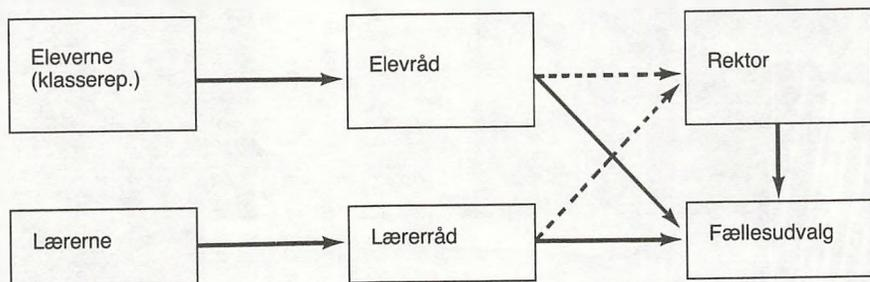 Eleverne
(klasserep.)
Elevråd
Rektor
Lærerne
Lærerråd
Fællesudvalg